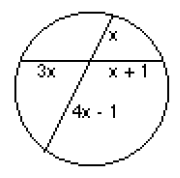 x
3x
x + 1
4x - 1